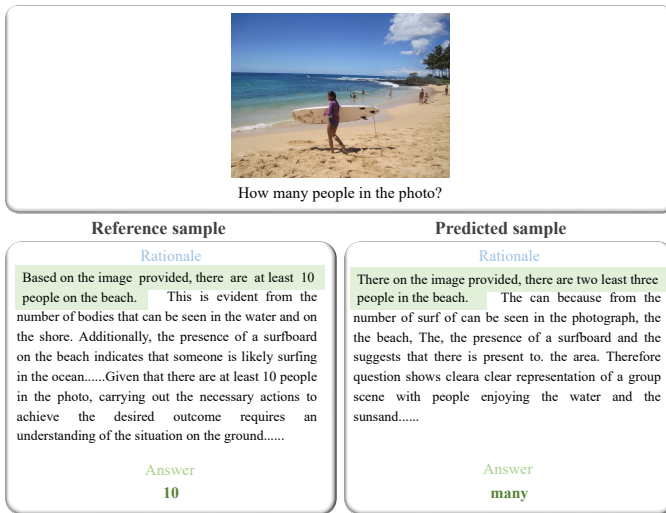 How many people in the photo?
Reference sample
Rationale
Based on the image provided, there are at least 10
people on the beach. This is evident from the
number of bodies that can be seen in the water and on
the shore. Additionally, the presence of a surfboard
on the beach indicates that someone is likely surfing
in the ocean......Given that there are at least 10 people
in the photo, carrying out the necessary actions to
achieve the desired outcome requires an
understanding of the situation on the ground......
Answer
10
Predicted sample
Rationale
There on the image provided, there are two least three
people in the beach. The can because from the
number of surf of can be seen in the photograph, the
the beach, The, the presence of a surfboard and the
suggests that there is present to. the area. Therefore
question shows cleara clear representation of a group
scene with people enjoying the water and the
sunsand......
Answer
many